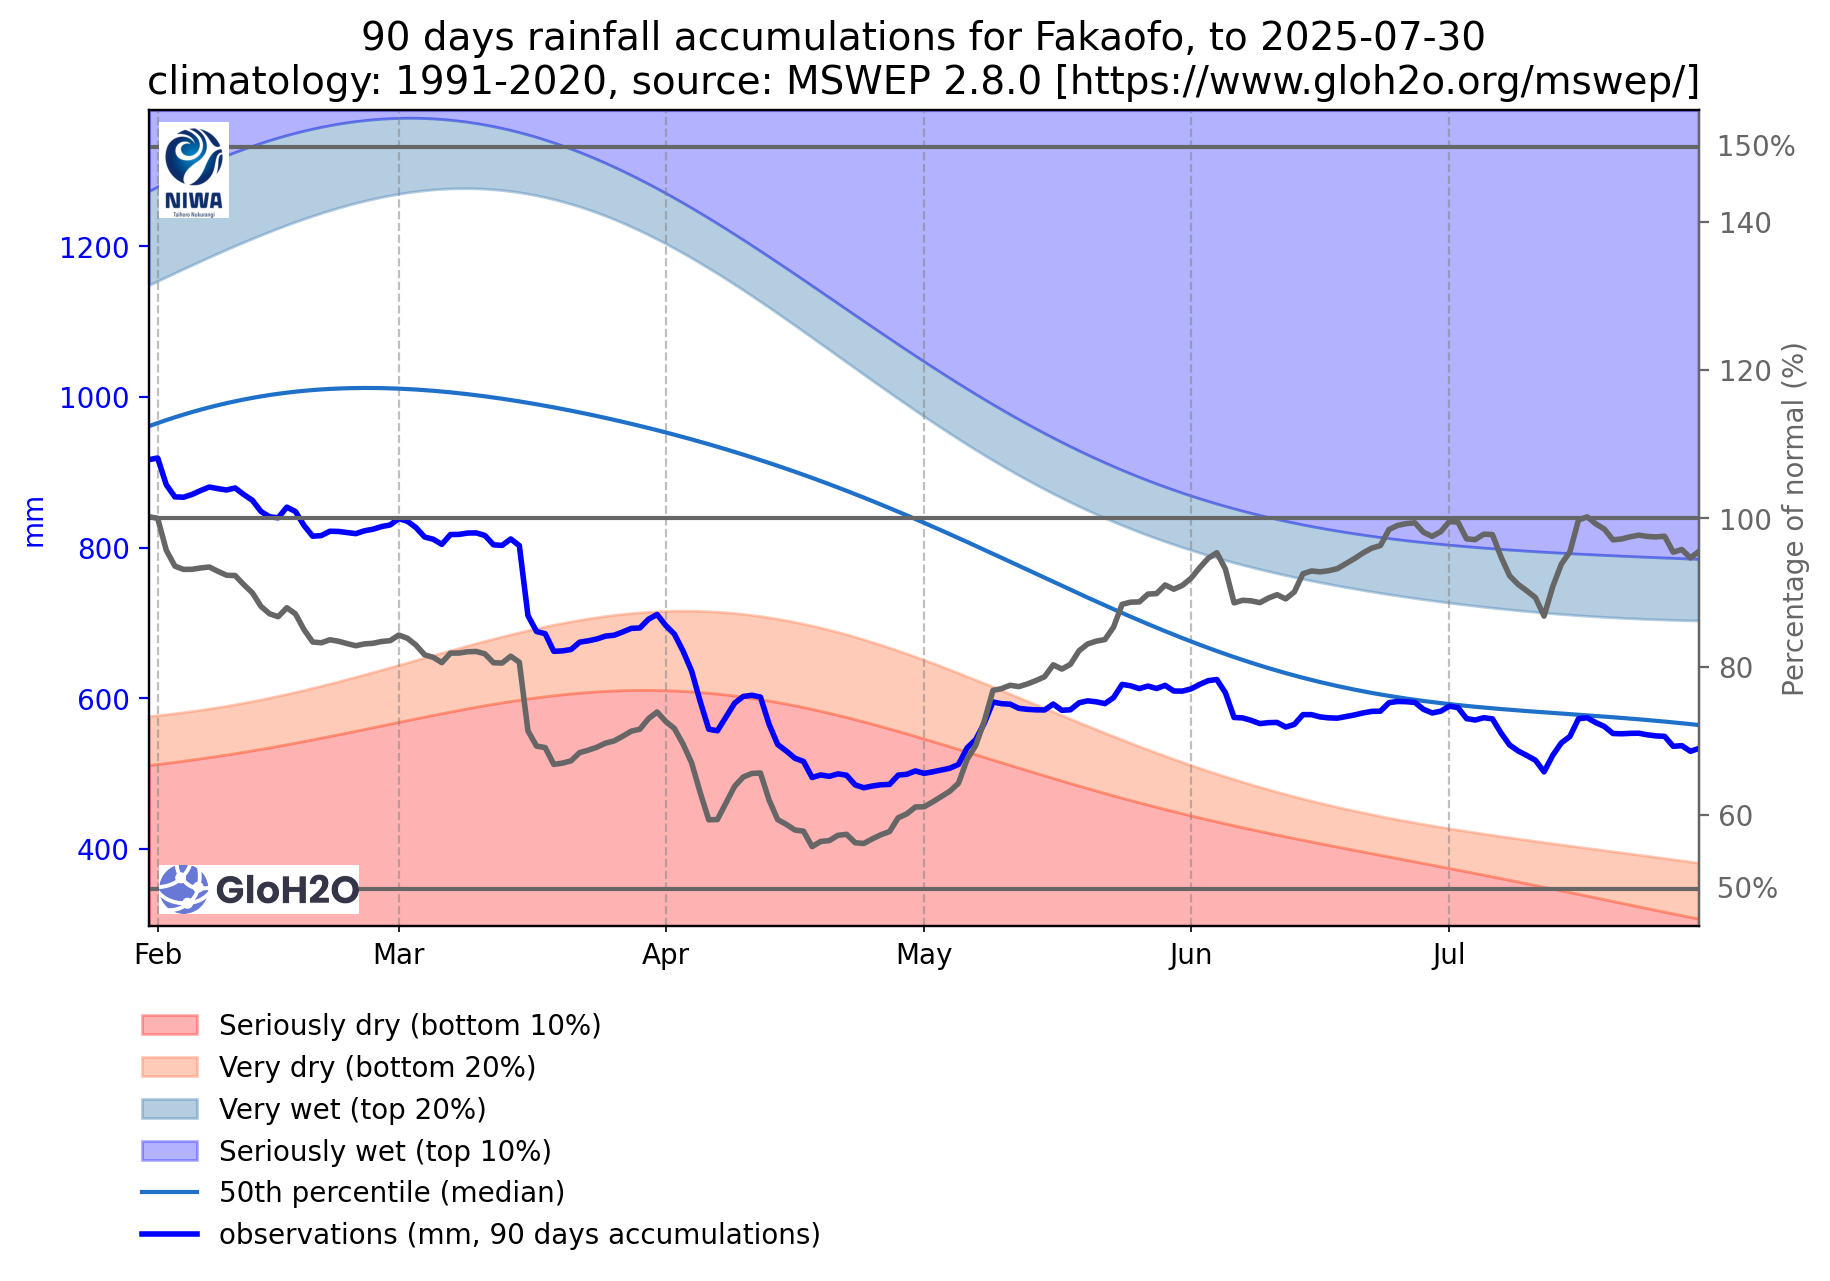 90 days rainfall accumulations for Fakaofo, to 2025-07-30
climatology: 1991-2020, source: MSWEP 2.8.0 [https://www.gloh2o.org/mswep/]
NIWA
Taihoro Nukurangi
150%
140
1200
120
1000
Percentage of normal (%)
mm
100
800
80
600
60
400
50%
GloH2O
Feb Mar Apr May Jun Jul
Seriously dry (bottom 10%)
Very dry (bottom 20%)
Very wet (top 20%)
Seriously wet (top 10%)
50th percentile (median)
observations (mm, 90 days accumulations)